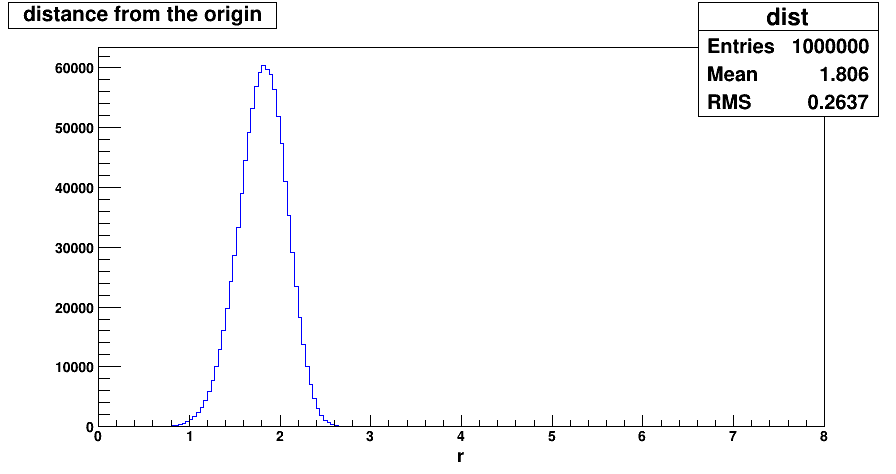 distance from the origin
dist
Entries 1000000
Mean 1.806
RMS 0.2637
60000
50000
40000
30000
20000
10000
0
0 1 2 3 4 5 6 7 8
r